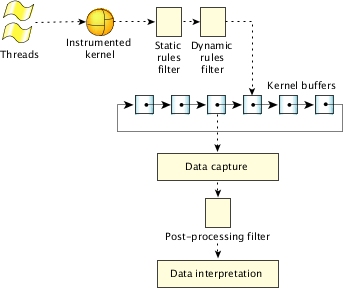 Threads
Instrumented
kernel
Static
rules
filter
Dynamic
rules
filter
Kernel buffers
Data capture
Post-processing filter
Data interpretation